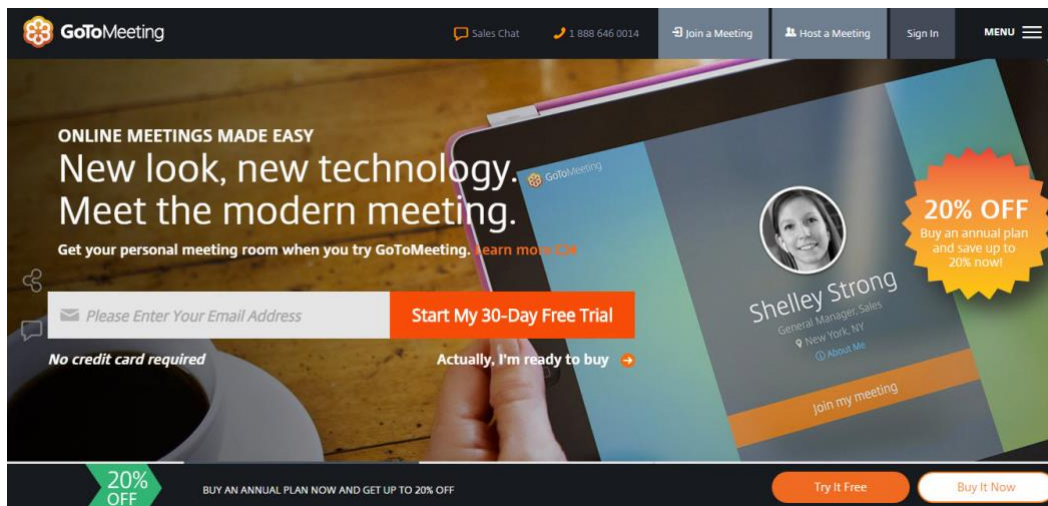 GoToMeeting
Sales Chat
1 888 646 0014
Join a Meeting
Host a Meeting
Sign In
MENU
ONLINE MEETINGS MADE EASY
New look, new technology.
Meet the modern meeting.
Get your personal meeting room when you try GoToMeeting. Learn more
Please Enter Your Email Address
Start My 30-Day Free Trial
No credit card required
Actually, I'm ready to buy
GoToMeeting
Shelley Strong
General Manager, Sales
New York, NY
About Me
Join my meeting
20% OFF
Buy an annual plan
and save up to
20% now!
20%
OFF
BUY AN ANNUAL PLAN NOW AND GET UP TO 20% OFF
Try It Free
Buy It Now